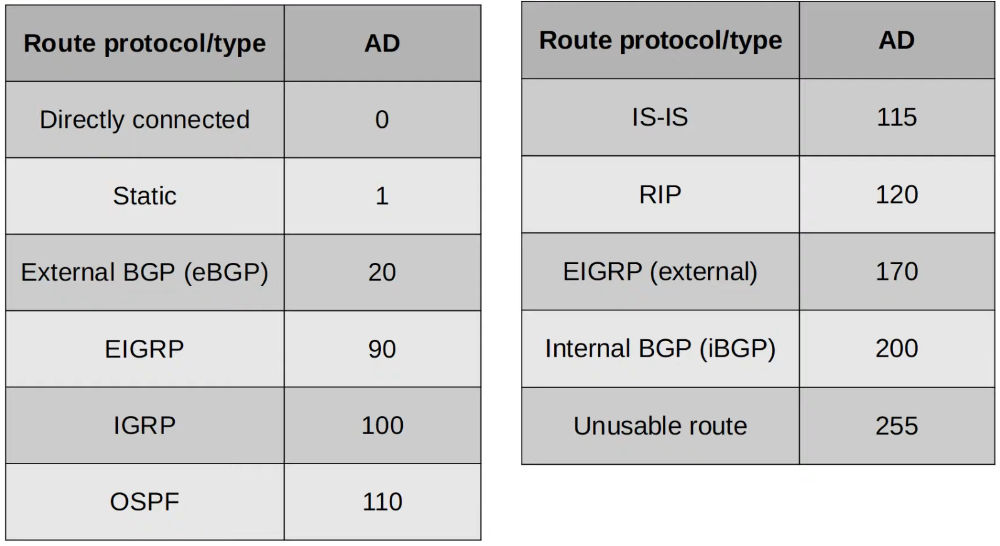 Route protocol/type AD
Directly connected 0
Static 1
External BGP (eBGP) 20
EIGRP 90
IGRP 100
OSPF 110
Route protocol/type AD
IS-IS 115
RIP 120
EIGRP (external) 170
Internal BGP (iBGP) 200
Unusable route 255